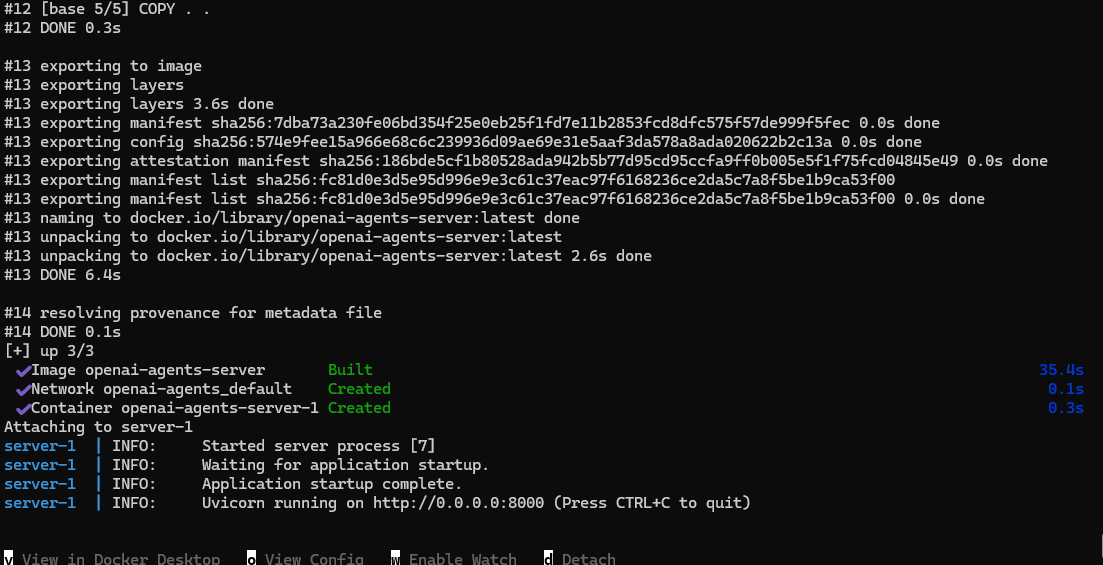 #12 [base 5/5] COPY . .
#12 DONE 0.3s
#13 exporting to image
#13 exporting layers
#13 exporting layers 3.6s done
#13 exporting manifest sha256:7dba73a230fe06bd354f25e0eb25f1fd7e11b2853fcd8dfc575f57de999f5fec 0.0s done
#13 exporting config sha256:574e9fee15a966e68c6c239936d09ae69e31e5aaf3da578a8ada020622b2c13a 0.0s done
#13 exporting attestation manifest sha256:186bde5cf1b80528ada942b5b77d95cd95ccfa9ff0b005e5f1f75fcd04845e49 0.0s done
#13 exporting manifest list sha256:fc81d0e3d5e95d996e9e3c61c37eac97f6168236ce2da5c7a8f5be1b9ca53f00
#13 exporting manifest list sha256:fc81d0e3d5e95d996e9e3c61c37eac97f6168236ce2da5c7a8f5be1b9ca53f00 0.0s done
#13 naming to docker.io/library/openai-agents-server:latest done
#13 unpacking to docker.io/library/openai-agents-server:latest
#13 unpacking to docker.io/library/openai-agents-server:latest 2.6s done
#13 DONE 6.4s
#14 resolving provenance for metadata file
#14 DONE 0.1s
[+] up 3/3
✔Image openai-agents-server Built 35.4s
✔Network openai-agents_default Created 0.1s
✔Container openai-agents-server-1 Created 0.3s
Attaching to server-1
server-1 | INFO: Started server process [7]
server-1 | INFO: Waiting for application startup.
server-1 | INFO: Application startup complete.
server-1 | INFO: Uvicorn running on http://0.0.0.0:8000 (Press CTRL+C to quit)
v View in Docker Desktop o View Config w Enable Watch d Detach